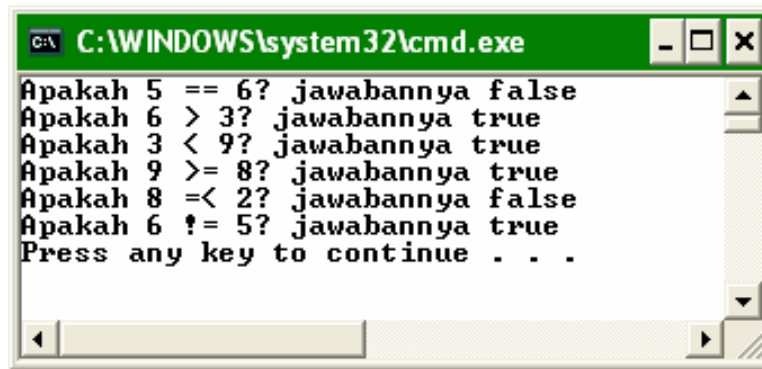 C:\WINDOWS\system32\cmd.exe
Apakah 5 == 6? jawabannya false
Apakah 6 > 3? jawabannya true
Apakah 3 < 9? jawabannya true
Apakah 9 >= 8? jawabannya true
Apakah 8 =< 2? jawabannya false
Apakah 6 != 5? jawabannya true
Press any key to continue . . .